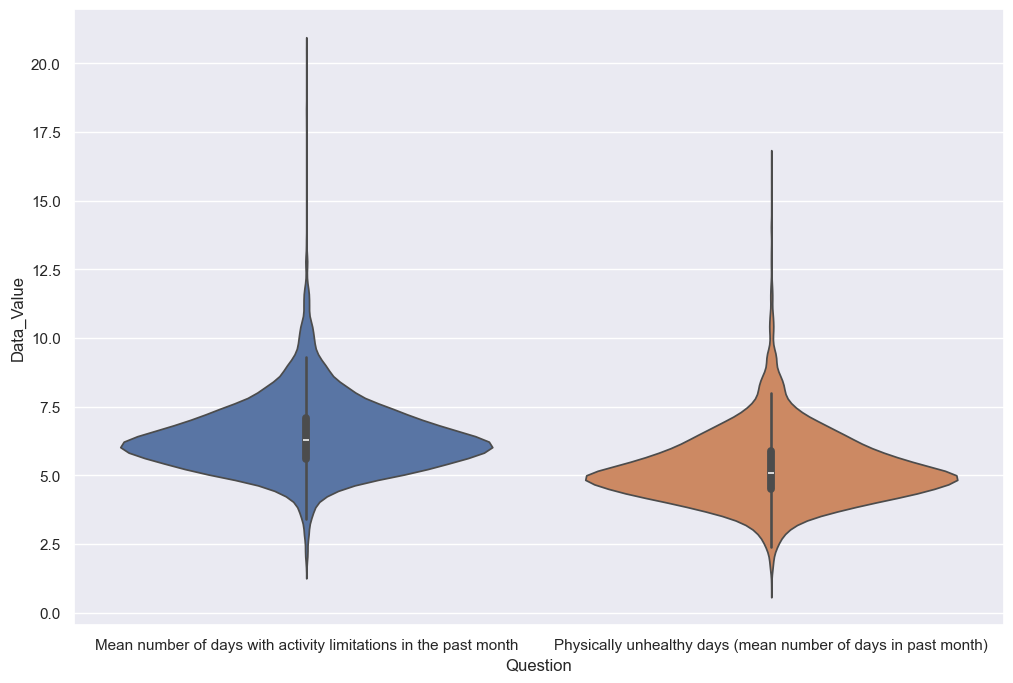 20.0
17.5
15.0
12.5
10.0
7.5
5.0
2.5
0.0
Data_Value
Mean number of days with activity limitations in the past month
Physically unhealthy days (mean number of days in past month)
Question